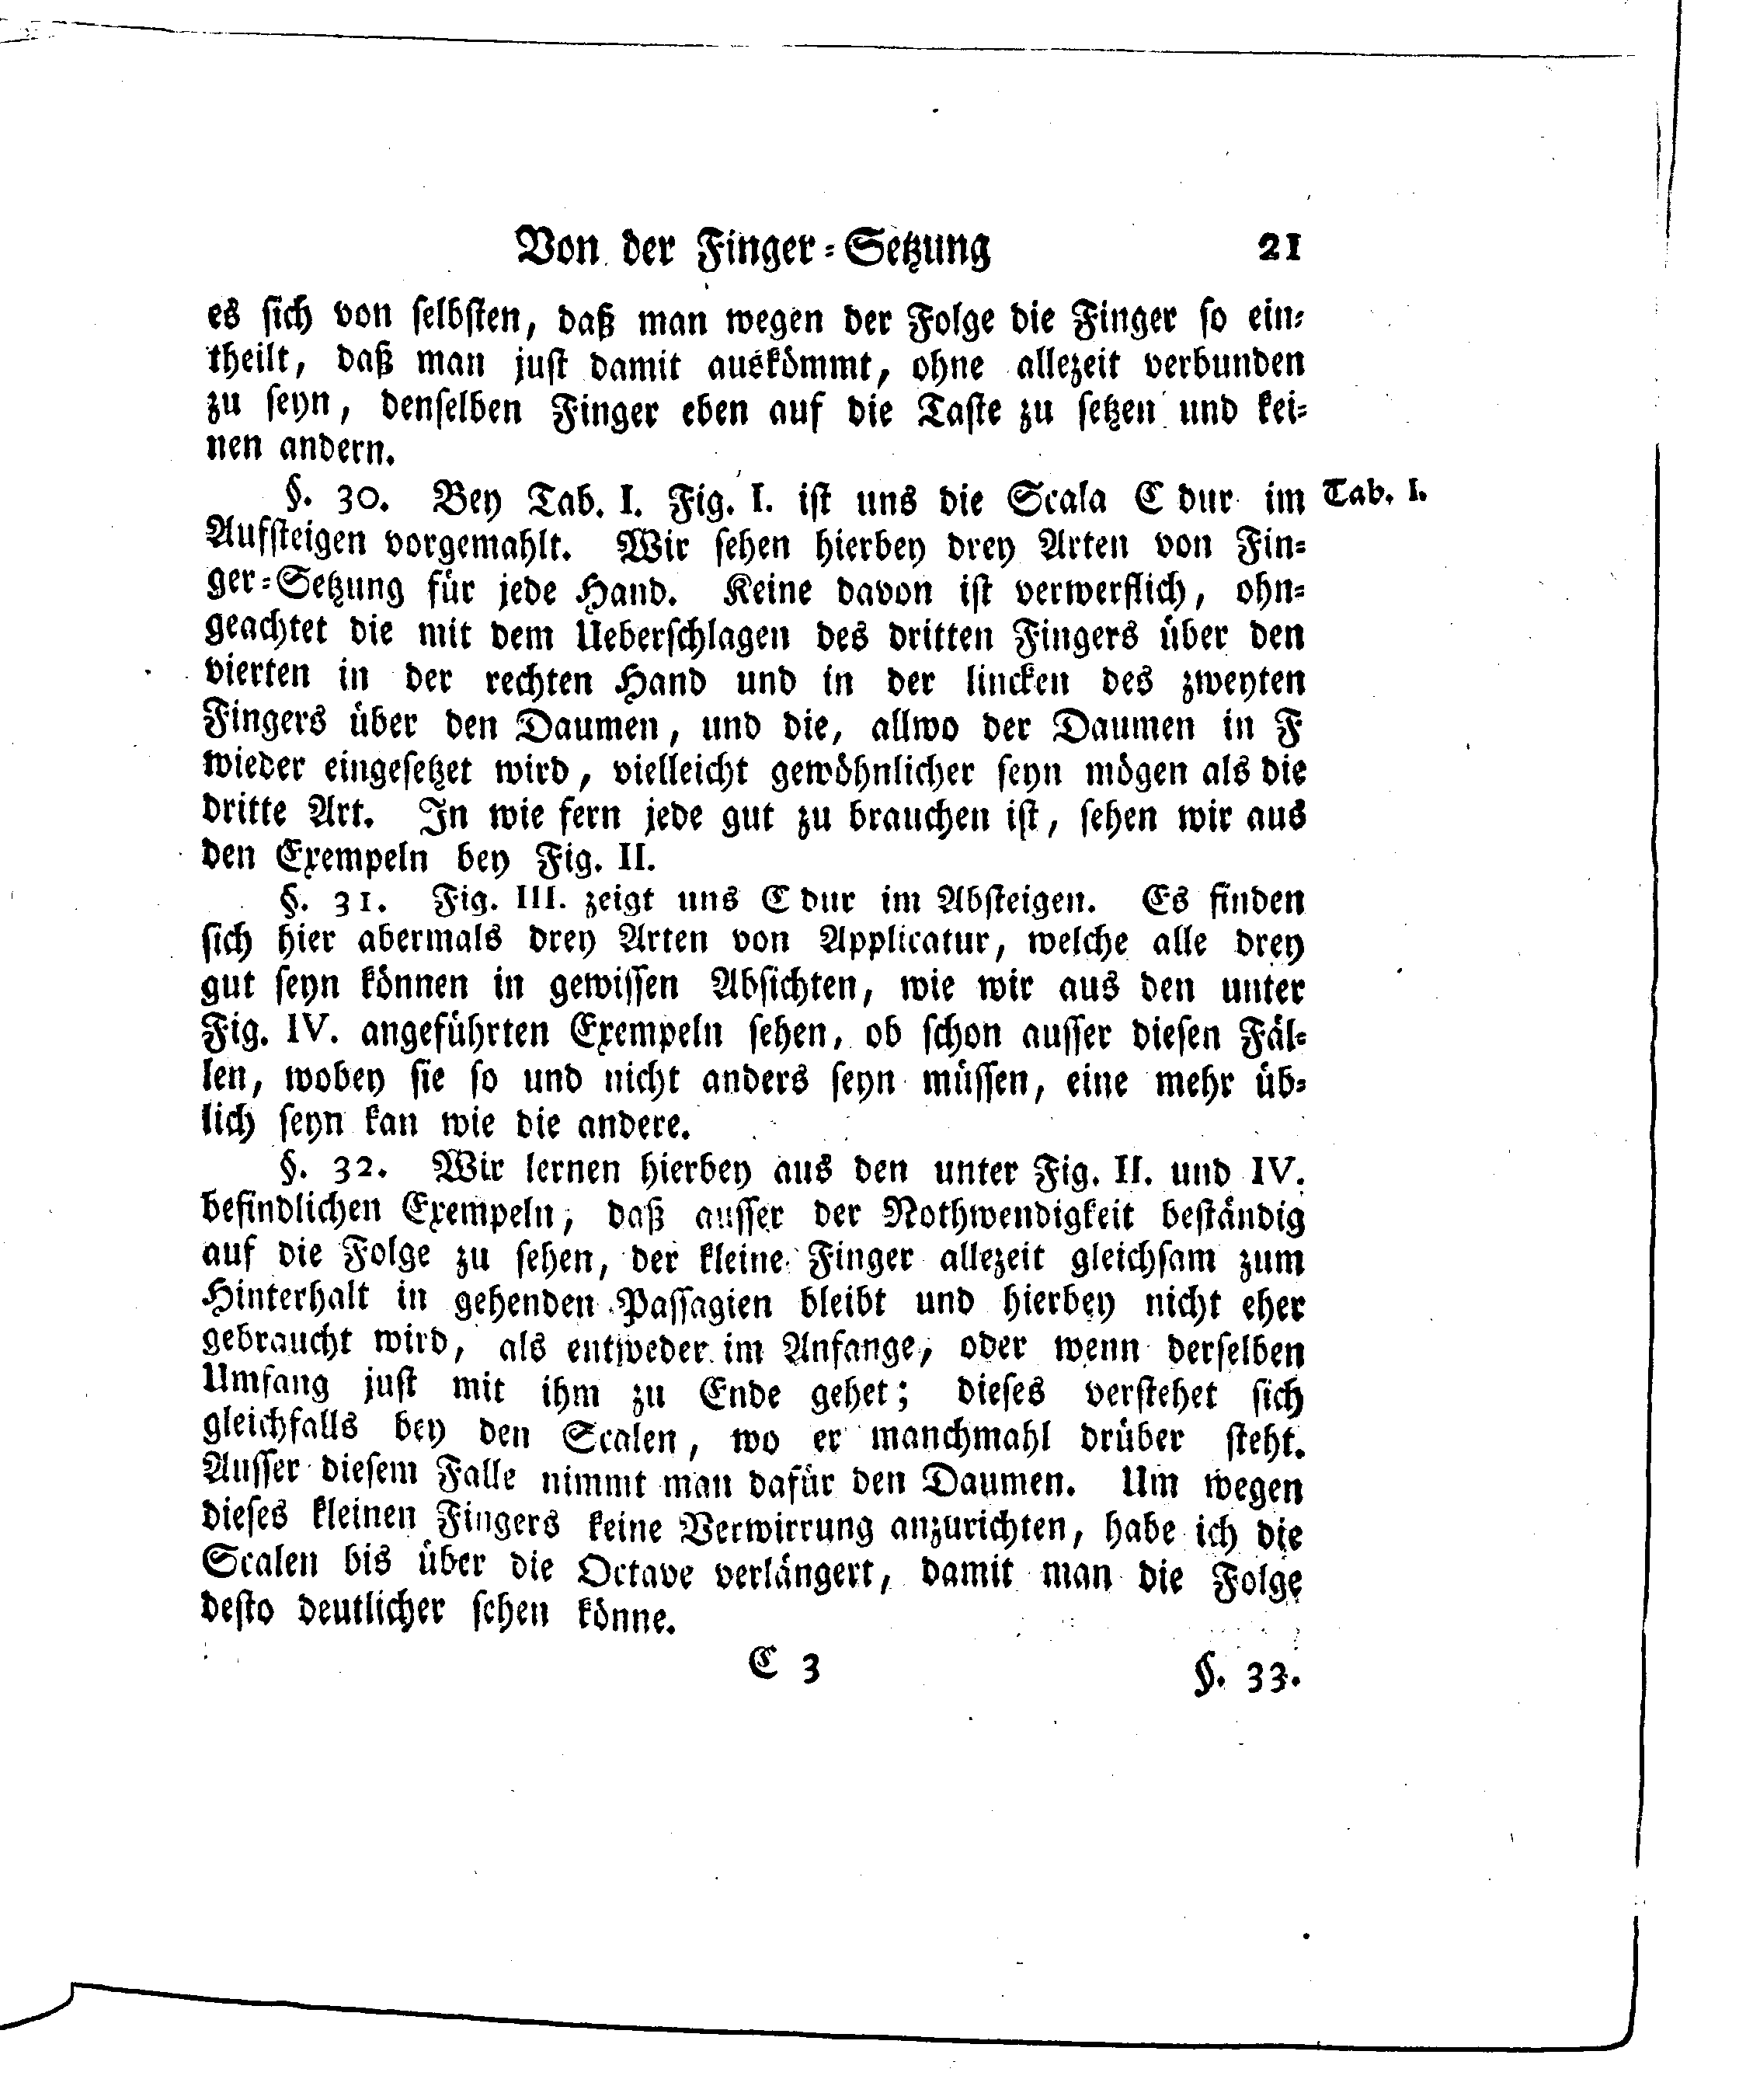 Von der Finger-Setzung 21
es sich von selbsten, daß man wegen der Folge die Finger so ein-
theilt, daß man just damit auskömmt, ohne allezeit verbunden
zu seyn, denselben Finger eben auf die Taste zu setzen und kei-
nen andern.
§. 30. Bey Tab. I. Fig. I. ist uns die Scala C dur im Tab. I.
Aufsteigen vorgemahlt. Wir sehen hierbey drey Arten von Fin-
ger-Setzung für jede Hand. Keine davon ist verwerflich, ohn-
geachtet die mit dem Ueberschlagen des dritten Fingers über den
vierten in der rechten Hand und in der lincken des zweyten
Fingers über den Daumen, und die, allwo der Daumen in F
wieder eingesetzet wird, vielleicht gewöhnlicher seyn mögen als die
dritte Art. In wie fern jede gut zu brauchen ist, sehen wir aus
den Exempeln bey Fig. II.
§. 31. Fig. III. zeigt uns C dur im Absteigen. Es finden
sich hier abermals drey Arten von Applicatur, welche alle drey
gut seyn können in gewissen Absichten, wie wir aus den unter
Fig. IV. angeführten Exempeln sehen, ob schon ausser diesen Fäl-
len, wobey sie so und nicht anders seyn müssen, eine mehr üb-
lich seyn kan wie die andere.
§. 32. Wir lernen hierbey aus den unter Fig. II. und IV.
befindlichen Exempeln, daß ausser der Nothwendigkeit beständig
auf die Folge zu sehen, der kleine Finger allezeit gleichsam zum
Hinterhalt in gehenden Passagien bleibt und hierbey nicht eher
gebraucht wird, als entweder im Anfange, oder wenn derselben
Umfang just mit ihm zu Ende gehet; dieses verstehet sich
gleichfalls bey den Scalen, wo er manchmahl drüber steht.
Ausser diesem Falle nimmt man dafür den Daumen. Um wegen
dieses kleinen Fingers keine Verwirrung anzurichten, habe ich die
Scalen bis über die Octave verlängert, damit man die Folge
desto deutlicher sehen könne.
C 3 §. 33.